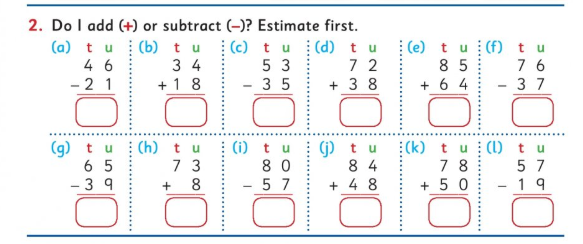 2. Do I add (+) or subtract (–)? Estimate first.
(a) t u (b) t u (c) t u (d) t u (e) t u (f) t u
4 6 3 4 5 3 7 2 8 5 7 6
– 2 1 + 1 8 – 3 5 + 3 8 + 6 4 – 3 7
(g) t u (h) t u (i) t u (j) t u (k) t u (l) t u
6 5 7 3 8 0 8 4 7 8 5 7
– 3 9 + 8 – 5 7 + 4 8 + 5 0 – 1 9